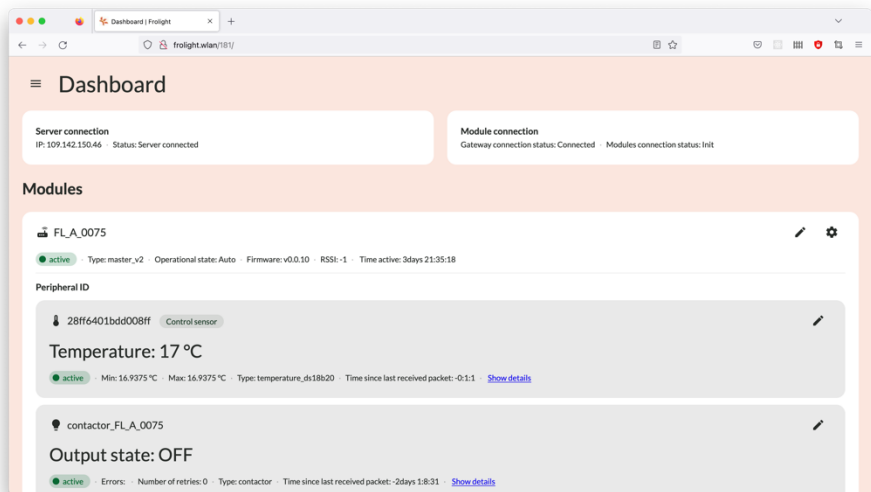 Dashboard | Frolight
frolight.wlan/181/
Dashboard
Server connection
IP: 109.142.150.46 · Status: Server connected
Module connection
Gateway connection status: Connected · Modules connection status: Init
Modules
FL_A_0075
active · Type: master_v2 · Operational state: Auto · Firmware: v0.0.10 · RSSI: -1 · Time active: 3days 21:35:18
Peripheral ID
28ff6401bdd008ff Control sensor
Temperature: 17 °C
active · Min: 16.9375 °C · Max: 16.9375 °C · Type: temperature_ds18b20 · Time since last received packet: -0:1:1 · Show details
contactor_FL_A_0075
Output state: OFF
active · Errors: · Number of retries: 0 · Type: contactor · Time since last received packet: -2days 1:8:31 · Show details